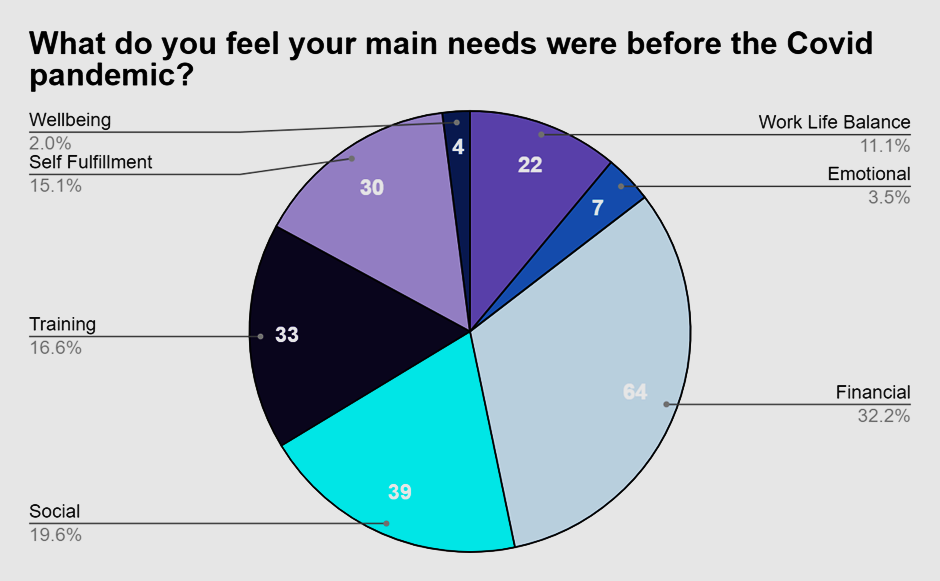 What do you feel your main needs were before the Covid
pandemic?
Wellbeing
2.0%
Self Fulfillment
15.1%
Training
16.6%
Social
19.6%
Work Life Balance
11.1%
Emotional
3.5%
Financial
32.2%
4
22
30
7
33
64
39